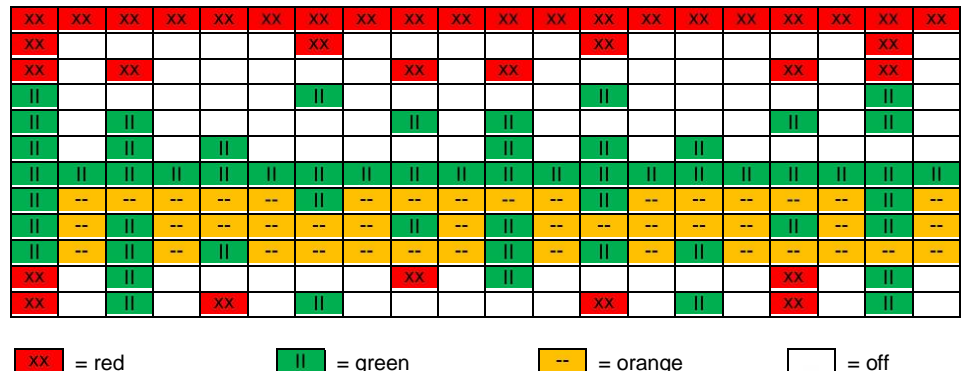 xx xx xx xx xx xx xx xx xx xx xx xx xx xx xx xx xx xx xx xx
xx xx xx xx
xx xx xx xx xx xx
II II II II
II II II II II II
II II II II II II
II II II II II II II II II II II II II II II II II II II II
II -- -- -- -- -- II -- -- -- -- -- II -- -- -- -- -- II --
II -- II -- -- -- -- -- II -- II -- -- -- -- -- II -- II --
II -- II -- II -- -- -- -- -- II -- II -- II -- -- -- -- --
xx II xx II xx II
xx II xx II xx II xx II
xx = red II = green -- = orange = off